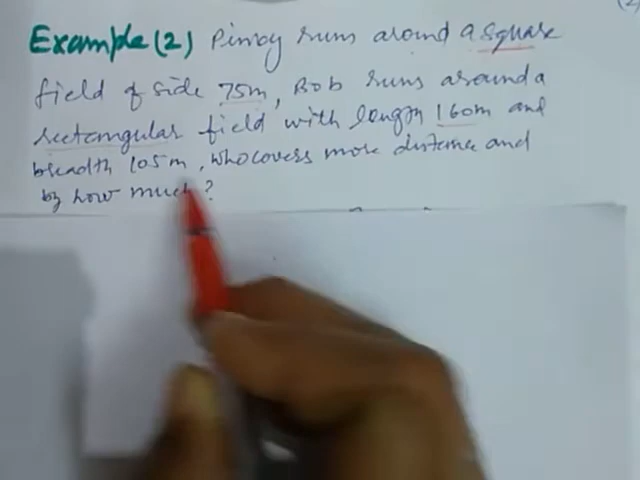 Example (2) Pinky runs around a square
field of side 75m, Bob runs around a
rectangular field with length 160m and
breadth 105m, who covers more distance and
by how much?